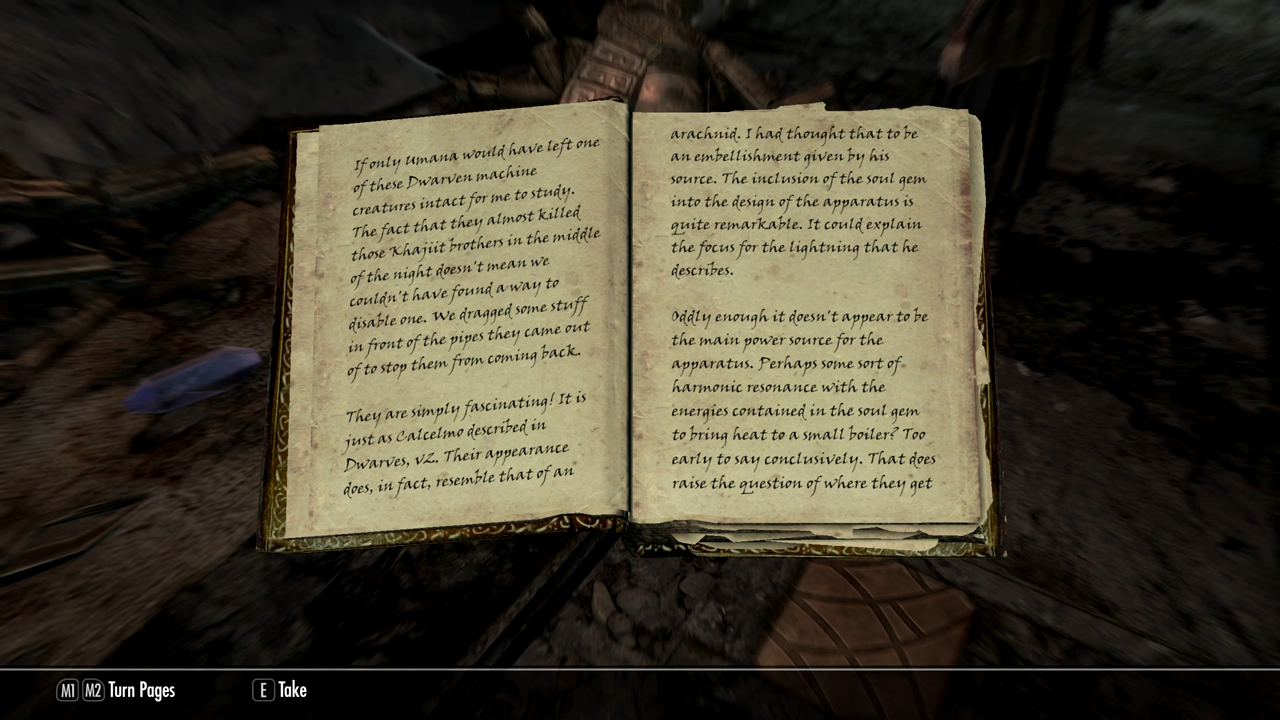 If only Umana would have left one
of these Dwarven machine
creatures intact for me to study.
The fact that they almost killed
those Khajiit brothers in the middle
of the night doesn't mean we
couldn't have found a way to
disable one. We dragged some stuff
in front of the pipes they came out
of to stop them from coming back.
They are simply fascinating! It is
just as Calcelmo described in
Dwarves, v2. Their appearance
does, in fact, resemble that of an
arachnid. I had thought that to be
an embellishment given by his
source. The inclusion of the soul gem
into the design of the apparatus is
quite remarkable. It could explain
the focus for the lightning that he
describes.
Oddly enough it doesn't appear to be
the main power source for the
apparatus. Perhaps some sort of
harmonic resonance with the
energies contained in the soul gem
to bring heat to a small boiler? Too
early to say conclusively. That does
raise the question of where they get
M1 M2 Turn Pages
E Take